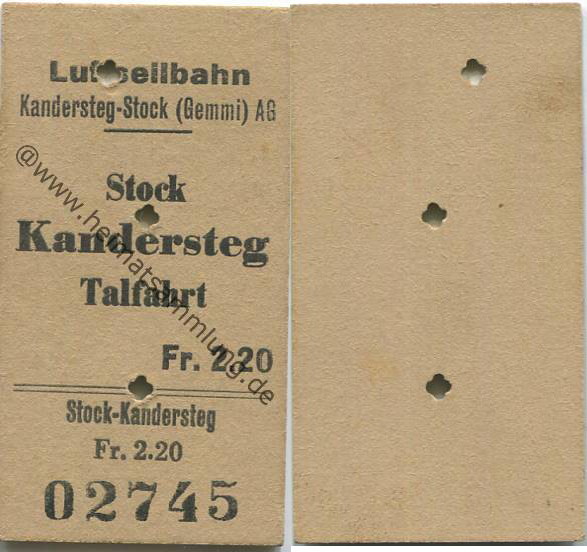 Luftseilbahn
Kandersteg-Stock (Gemmi) AG
Stock
Kandersteg
Talfahrt
Fr. 2.20
Stock-Kandersteg
Fr. 2.20
02745
@www.heimatsammlung.de